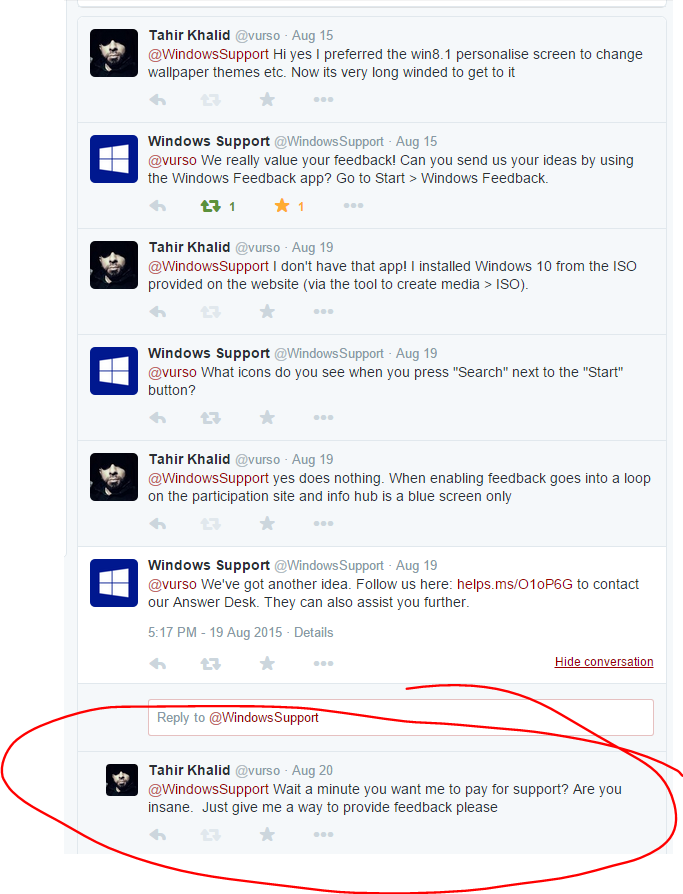 Tahir Khalid @vurso · Aug 15
@WindowsSupport Hi yes I preferred the win8.1 personalise screen to change
wallpaper themes etc. Now its very long winded to get to it
Windows Support @WindowsSupport · Aug 15
@vurso We really value your feedback! Can you send us your ideas by using
the Windows Feedback app? Go to Start > Windows Feedback.
1 1
Tahir Khalid @vurso · Aug 19
@WindowsSupport I don't have that app! I installed Windows 10 from the ISO
provided on the website (via the tool to create media > ISO).
Windows Support @WindowsSupport · Aug 19
@vurso What icons do you see when you press "Search" next to the "Start"
button?
Tahir Khalid @vurso · Aug 19
@WindowsSupport yes does nothing. When enabling feedback goes into a loop
on the participation site and info hub is a blue screen only
Windows Support @WindowsSupport · Aug 19
@vurso We've got another idea. Follow us here: helps.ms/O1oP6G to contact
our Answer Desk. They can also assist you further.
5:17 PM - 19 Aug 2015 · Details
Hide conversation
Reply to @WindowsSupport
Tahir Khalid @vurso · Aug 20
@WindowsSupport Wait a minute you want me to pay for support? Are you
insane.  Just give me a way to provide feedback please